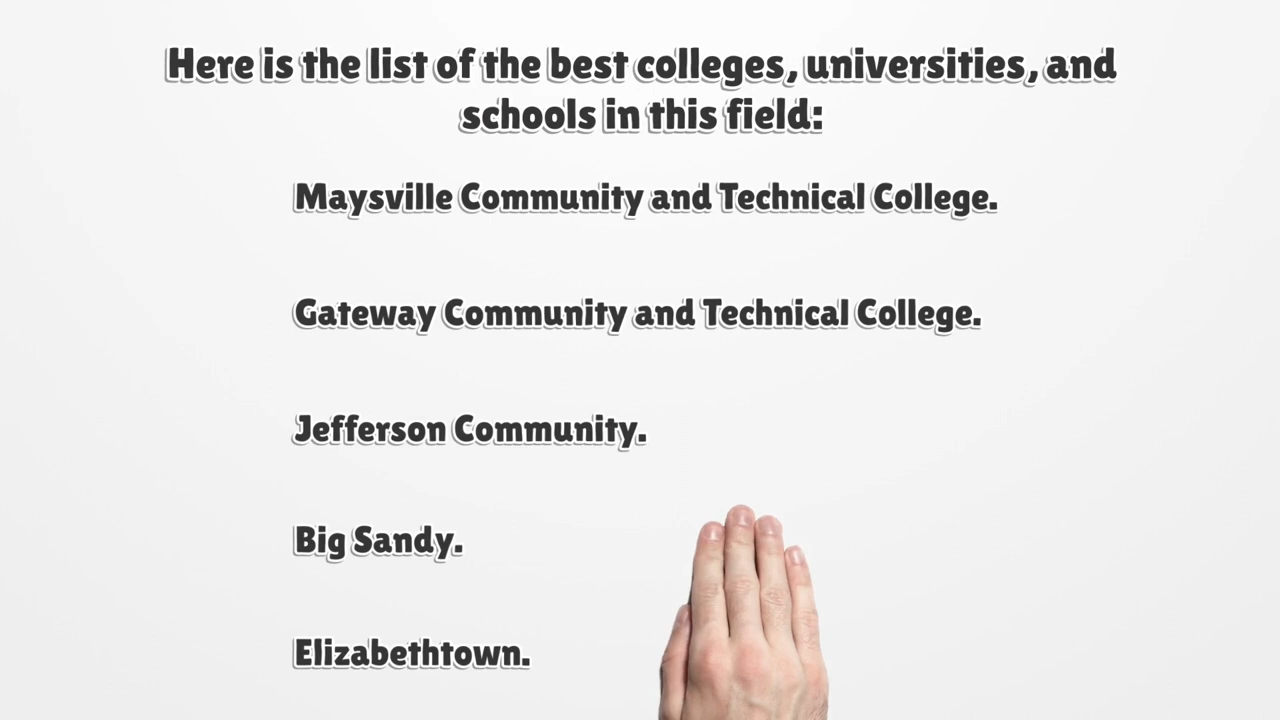 Here is the list of the best colleges, universities, and
schools in this field:
Maysville Community and Technical College.
Gateway Community and Technical College.
Jefferson Community.
Big Sandy.
Elizabethtown.